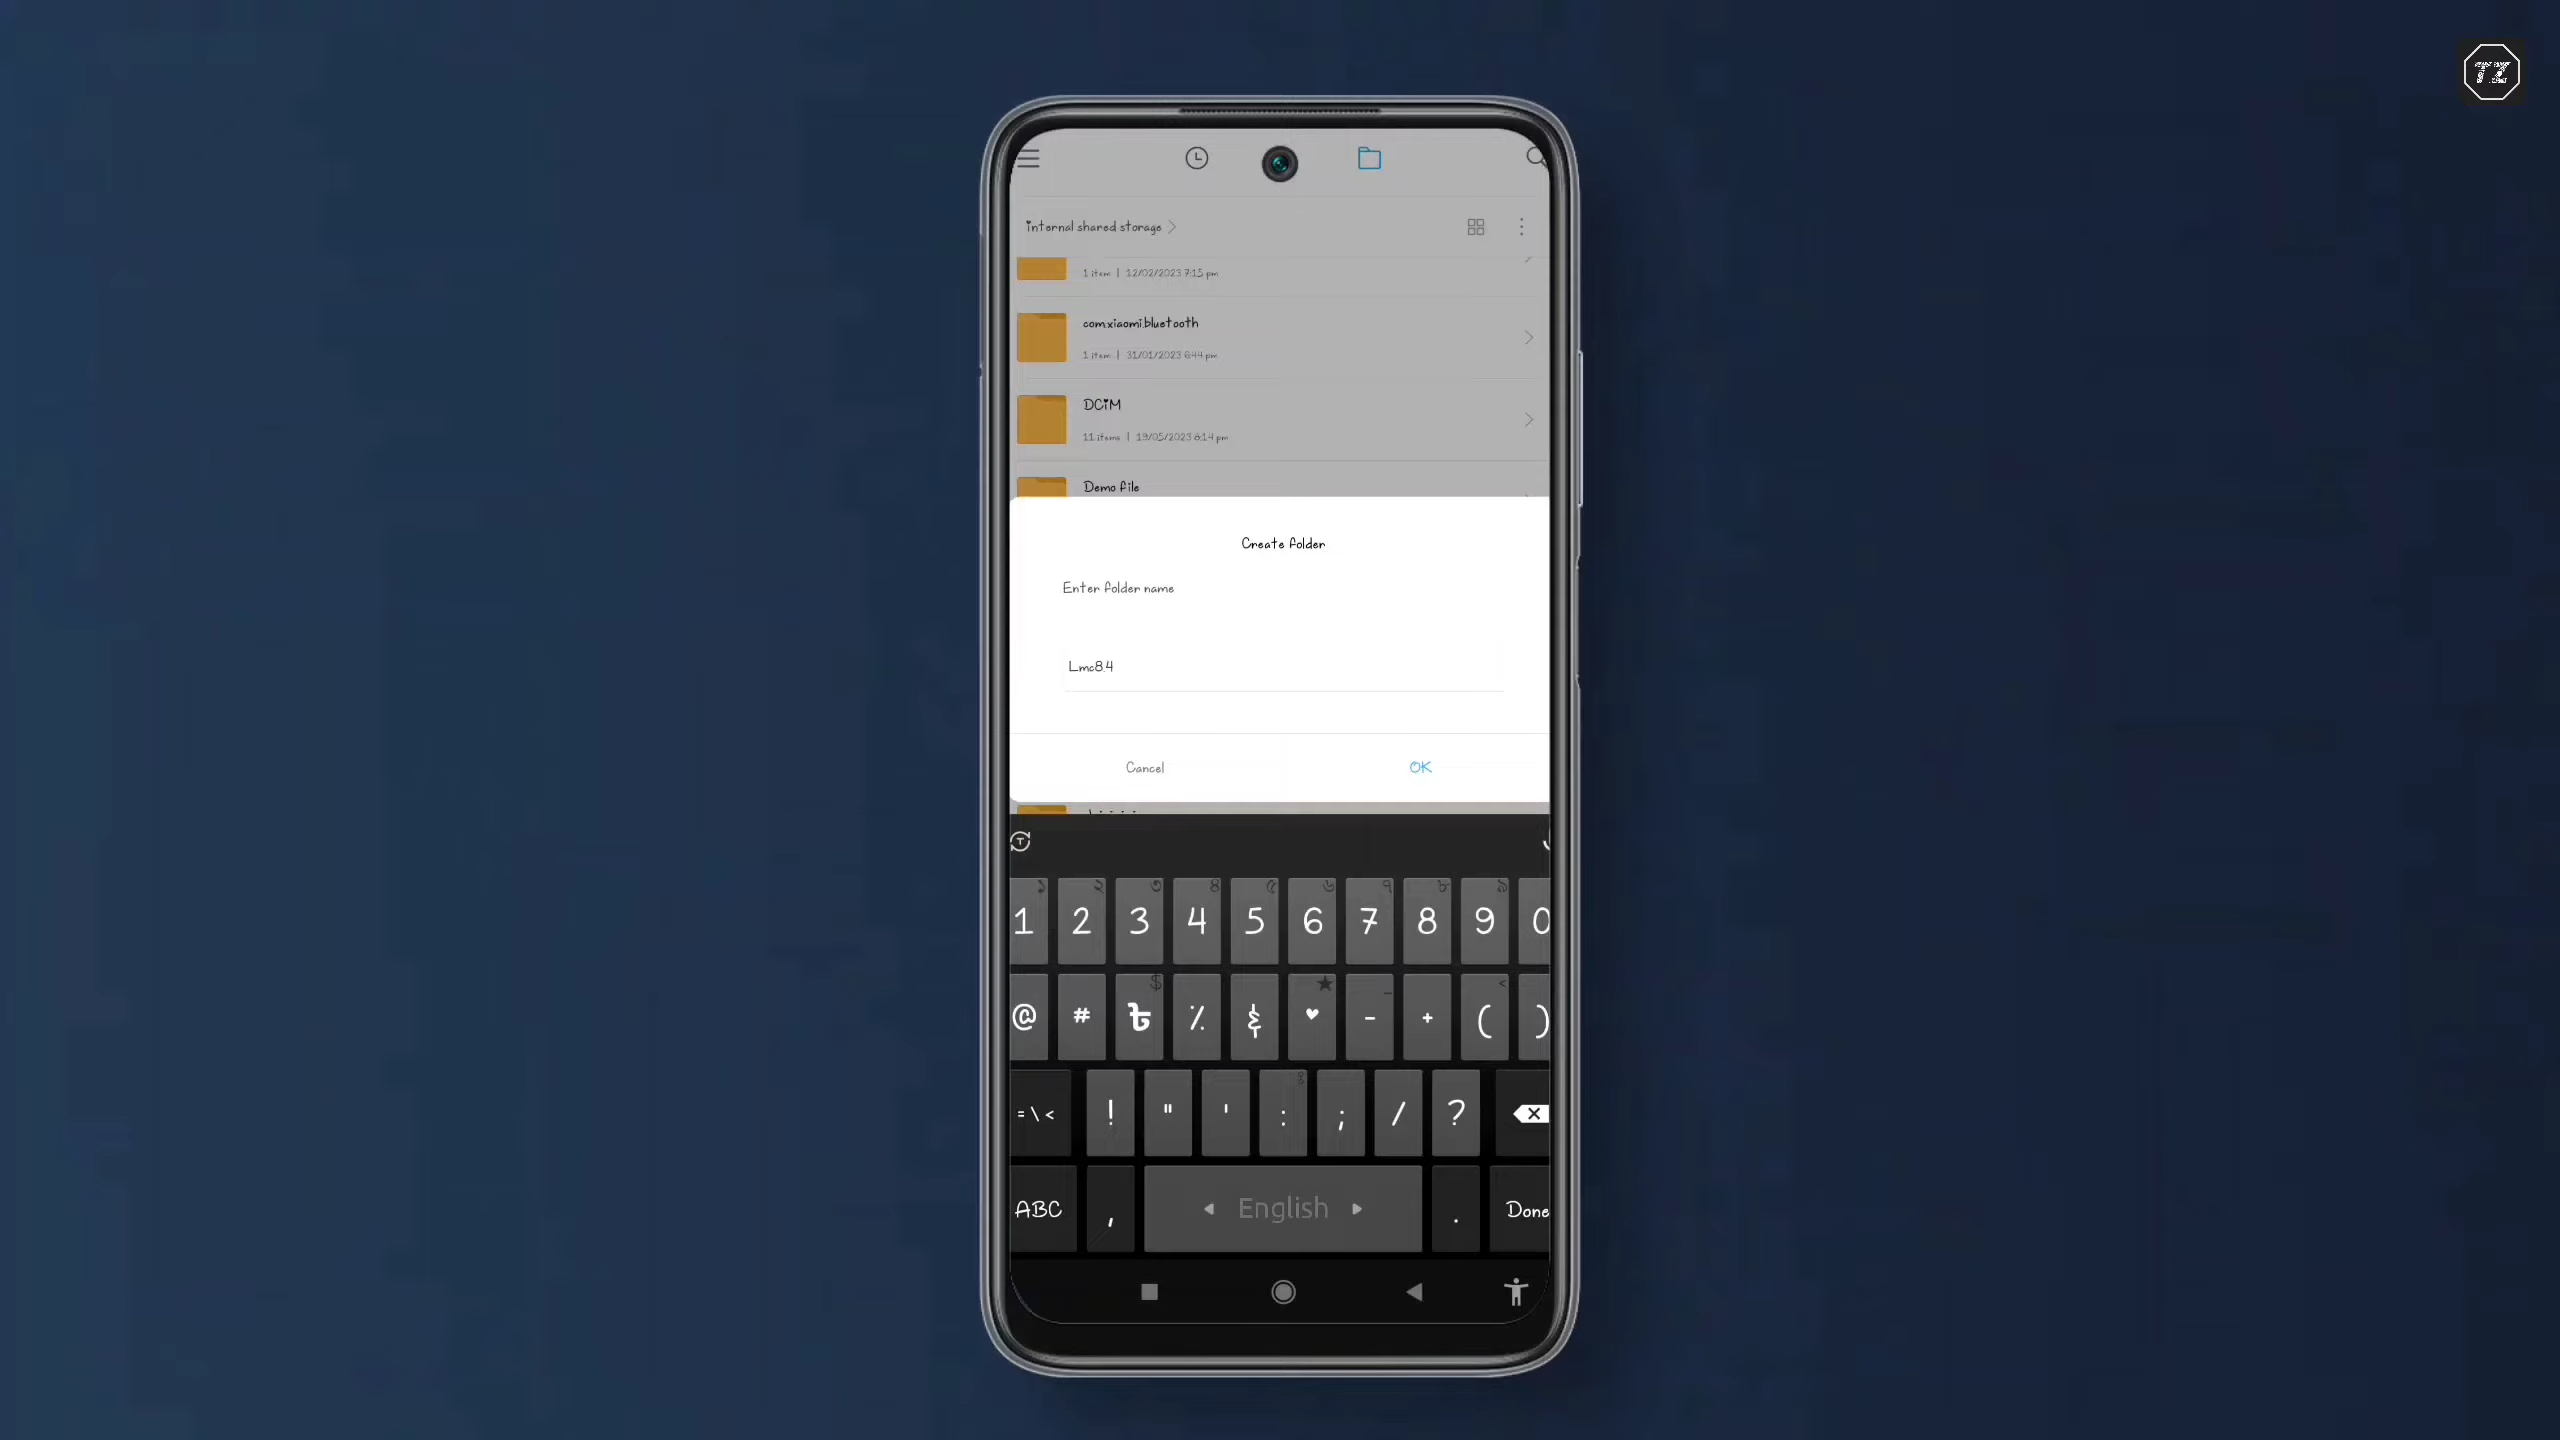 internal shared storage
1 item | 12/02/2023 7:15 pm
com.xiaomi.bluetooth
1 item | 31/01/2023 6:44 pm
DCiM
11 items | 19/05/2023 8:14 pm
Demo file
Create folder
Enter folder name
Lmc8.4
Cancel OK
1 2 3 4 5 6 7 8 9 0
@ # ৳ % & - + ( )
= \ < ! " ' : ; / ?
ABC , English . Done
TZ